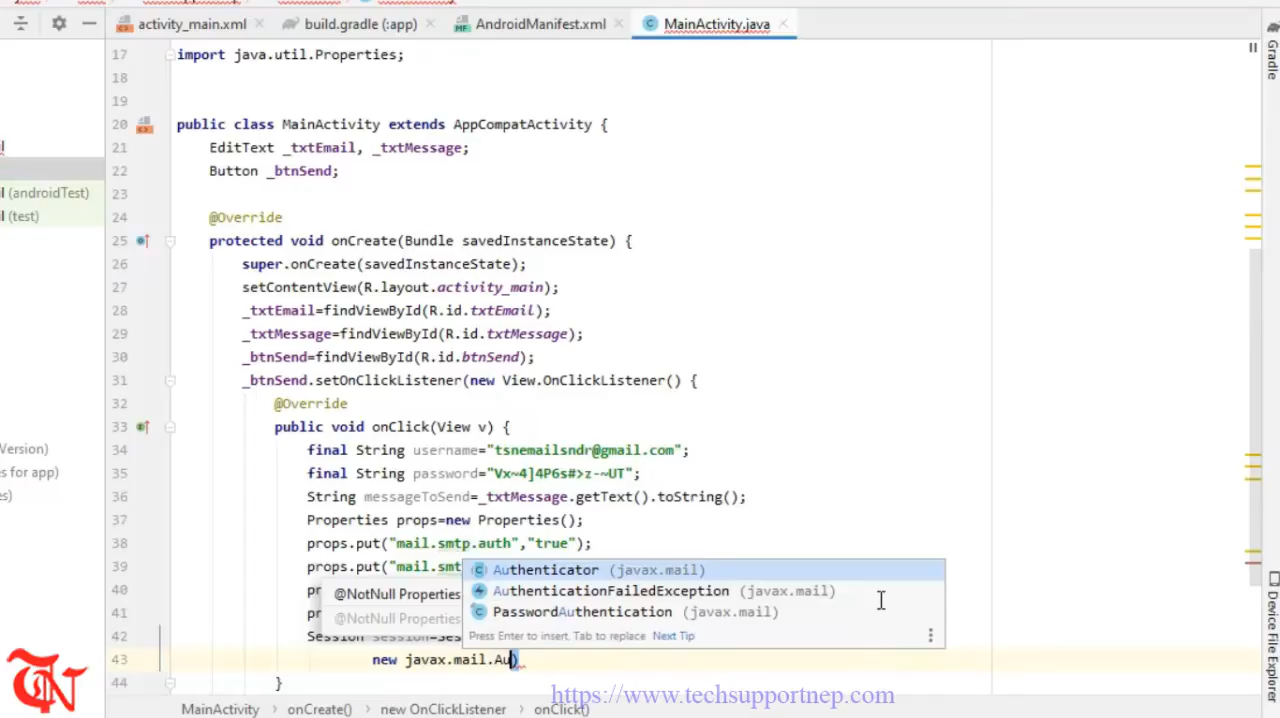 activity_main.xml build.gradle (:app) AndroidManifest.xml MainActivity.java
Gradle
17 import java.util.Properties;
18
19
20 public class MainActivity extends AppCompatActivity {
21 EditText _txtEmail, _txtMessage;
22 Button _btnSend;
23
(androidTest)
24 @Override
(test)
25 protected void onCreate(Bundle savedInstanceState) {
26 super.onCreate(savedInstanceState);
27 setContentView(R.layout.activity_main);
28 _txtEmail=findViewById(R.id.txtEmail);
29 _txtMessage=findViewById(R.id.txtMessage);
30 _btnSend=findViewById(R.id.btnSend);
31 _btnSend.setOnClickListener(new View.OnClickListener() {
32 @Override
33 public void onClick(View v) {
Version)
34 final String username="tsnemailsndr@gmail.com";
es for app)
35 final String password="Vx~4]4P6s#>z-~UT";
es)
36 String messageToSend=_txtMessage.getText().toString();
37 Properties props=new Properties();
38 props.put("mail.smtp.auth","true");
39 props.put("mail.smt
Authenticator (javax.mail)
40 pr @NotNull Properties
AuthenticationFailedException (javax.mail)
41 pr @NotNull Properties
PasswordAuthentication (javax.mail)
42 Session session=Ses
Press Enter to insert, Tab to replace Next Tip
43 new javax.mail.Au)
44 }
Device File Explorer
TN
https://www.techsupportnep.com
MainActivity › onCreate() › new OnClickListener › onClick()